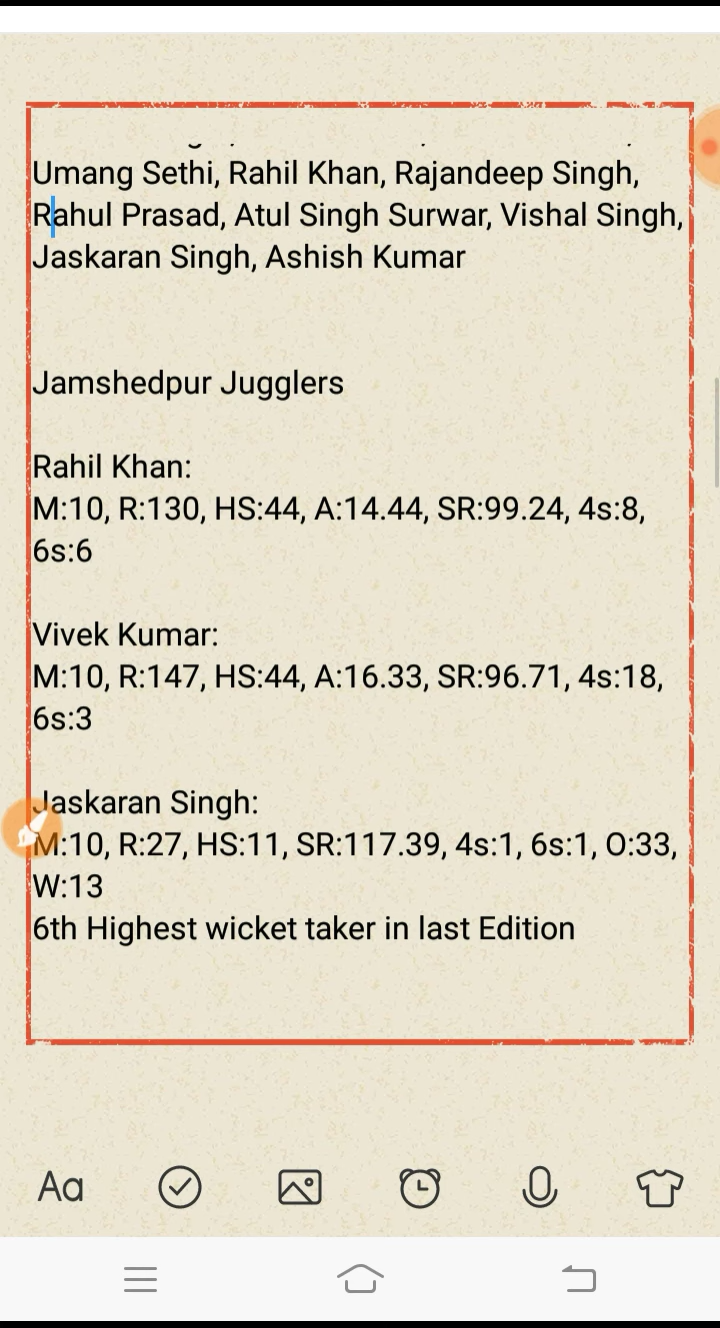 Umang Sethi, Rahil Khan, Rajandeep Singh,
Rahul Prasad, Atul Singh Surwar, Vishal Singh,
Jaskaran Singh, Ashish Kumar
Jamshedpur Jugglers
Rahil Khan:
M:10, R:130, HS:44, A:14.44, SR:99.24, 4s:8,
6s:6
Vivek Kumar:
M:10, R:147, HS:44, A:16.33, SR:96.71, 4s:18,
6s:3
Jaskaran Singh:
M:10, R:27, HS:11, SR:117.39, 4s:1, 6s:1, O:33,
W:13
6th Highest wicket taker in last Edition
Aa